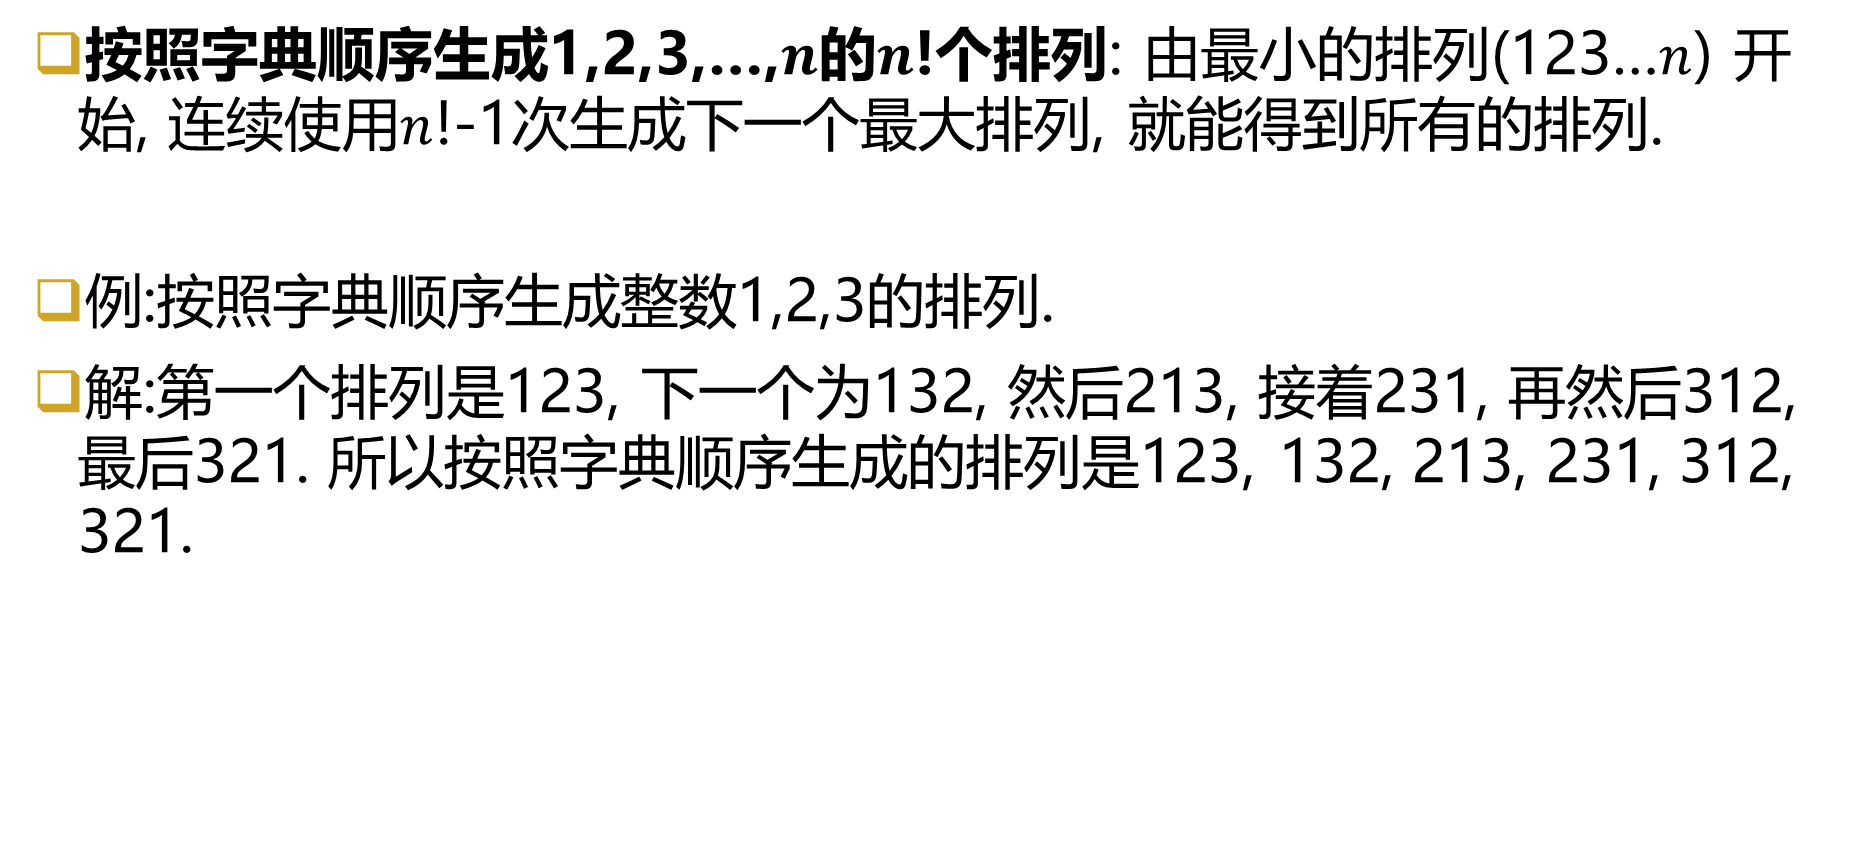 按照字典顺序生成1,2,3,…,n的n!个排列: 由最小的排列(123…n) 开
始, 连续使用n!-1次生成下一个最大排列, 就能得到所有的排列.
例:按照字典顺序生成整数1,2,3的排列.
解:第一个排列是123, 下一个为132, 然后213, 接着231, 再然后312,
最后321. 所以按照字典顺序生成的排列是123, 132, 213, 231, 312,
321.